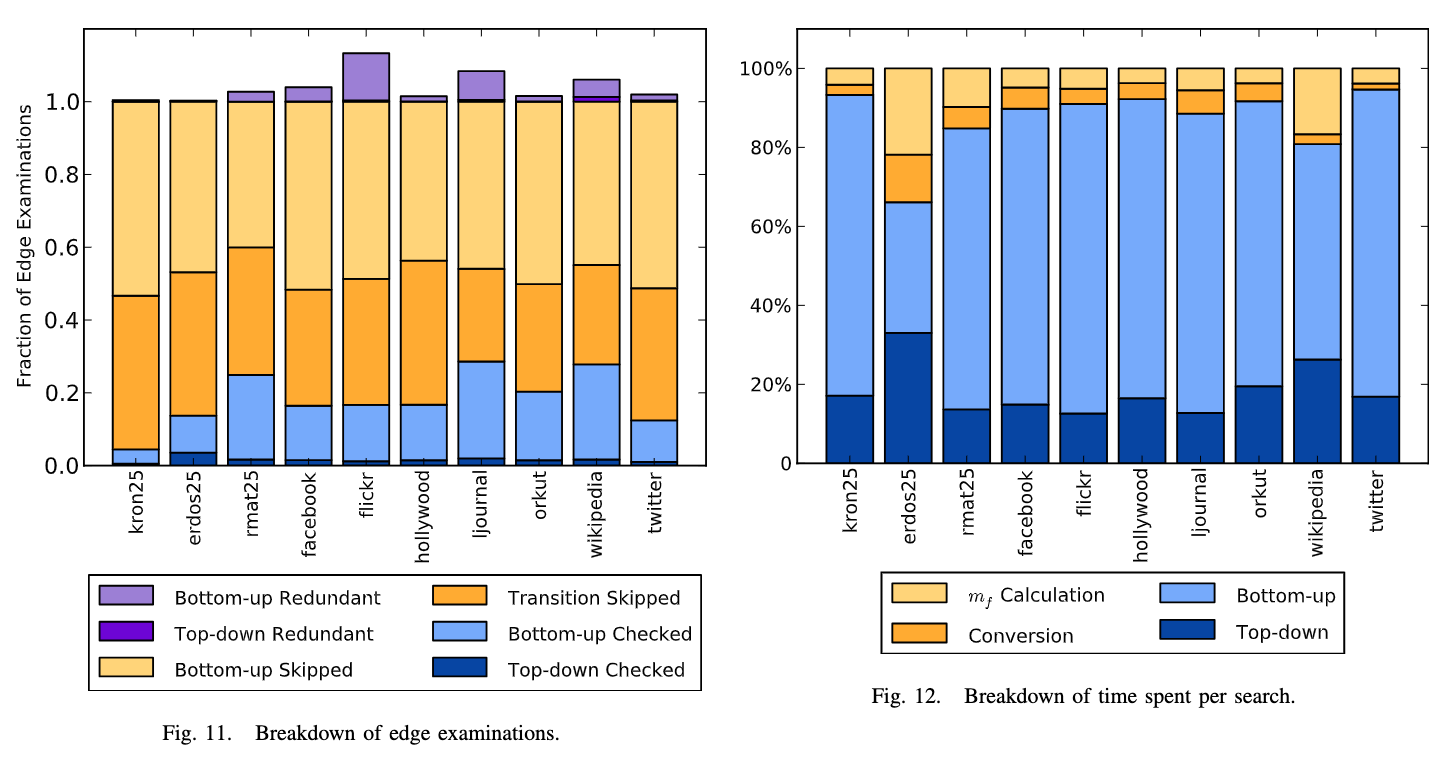 Fraction of Edge Examinations
1.0
0.8
0.6
0.4
0.2
0.0
kron25
erdos25
rmat25
facebook
flickr
hollywood
ljournal
orkut
wikipedia
twitter
Bottom-up Redundant
Top-down Redundant
Bottom-up Skipped
Transition Skipped
Bottom-up Checked
Top-down Checked
Fig. 11. Breakdown of edge examinations.
100%
80%
60%
40%
20%
0
kron25
erdos25
rmat25
facebook
flickr
hollywood
ljournal
orkut
wikipedia
twitter
m_f Calculation
Conversion
Bottom-up
Top-down
Fig. 12. Breakdown of time spent per search.